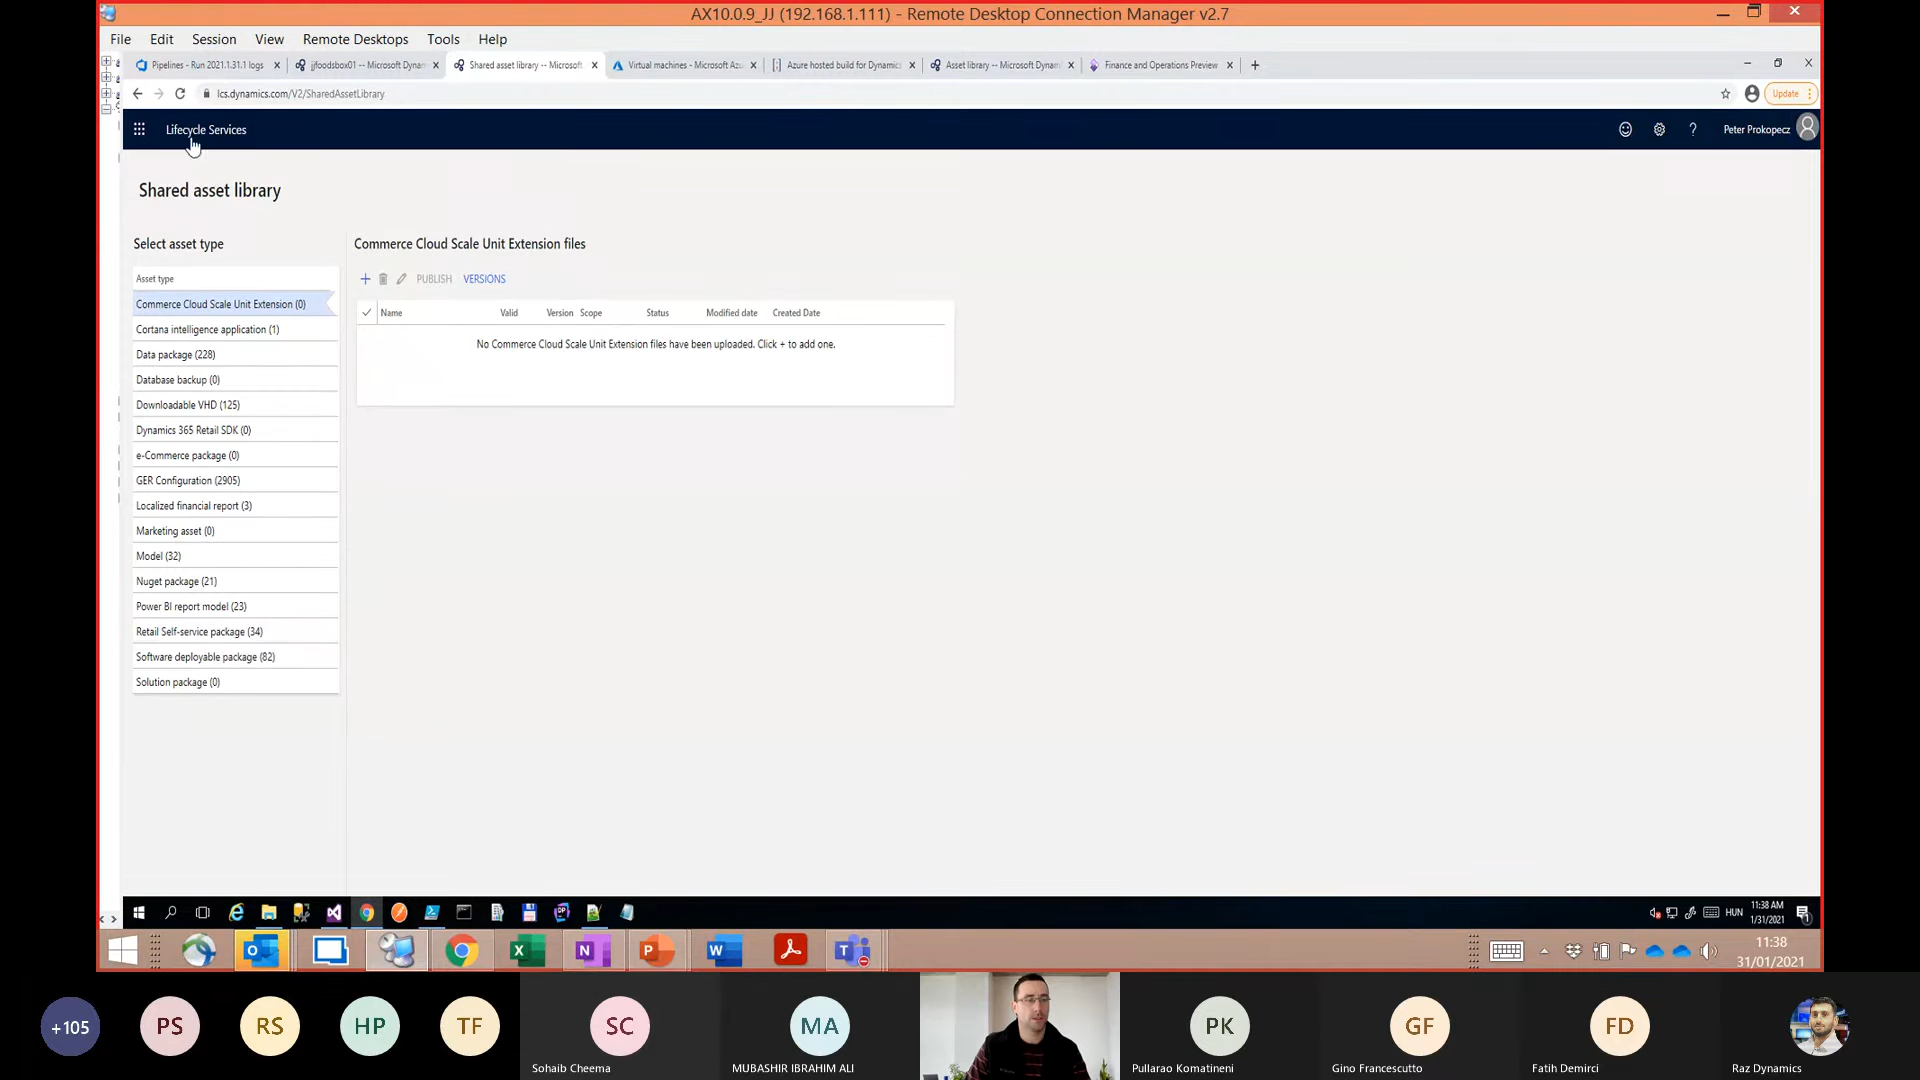 AX10.0.9_JJ (192.168.1.111) - Remote Desktop Connection Manager v2.7
File Edit Session View Remote Desktops Tools Help
Pipelines - Run 2021.1.31.1 logs
jjfoodsbox01 -- Microsoft Dynam
Shared asset library -- Microsoft
Virtual machines - Microsoft Az
Azure hosted build for Dynamics
Asset library -- Microsoft Dynam
Finance and Operations Preview
lcs.dynamics.com/V2/SharedAssetLibrary
Update
Lifecycle Services
Peter Prokopecz
Shared asset library
Select asset type
Asset type
Commerce Cloud Scale Unit Extension (0)
Cortana intelligence application (1)
Data package (228)
Database backup (0)
Downloadable VHD (125)
Dynamics 365 Retail SDK (0)
e-Commerce package (0)
GER Configuration (2905)
Localized financial report (3)
Marketing asset (0)
Model (32)
Nuget package (21)
Power BI report model (23)
Retail Self-service package (34)
Software deployable package (82)
Solution package (0)
Commerce Cloud Scale Unit Extension files
PUBLISH VERSIONS
Name Valid Version Scope Status Modified date Created Date
No Commerce Cloud Scale Unit Extension files have been uploaded. Click + to add one.
HUN
11:38 AM
1/31/2021
11:38
31/01/2021
+105
PS
RS
HP
TF
SC
MA
PK
GF
FD
Sohaib Cheema
MUBASHIR IBRAHIM ALI
Pullarao Komatineni
Gino Francescutto
Fatih Demirci
Raz Dynamics